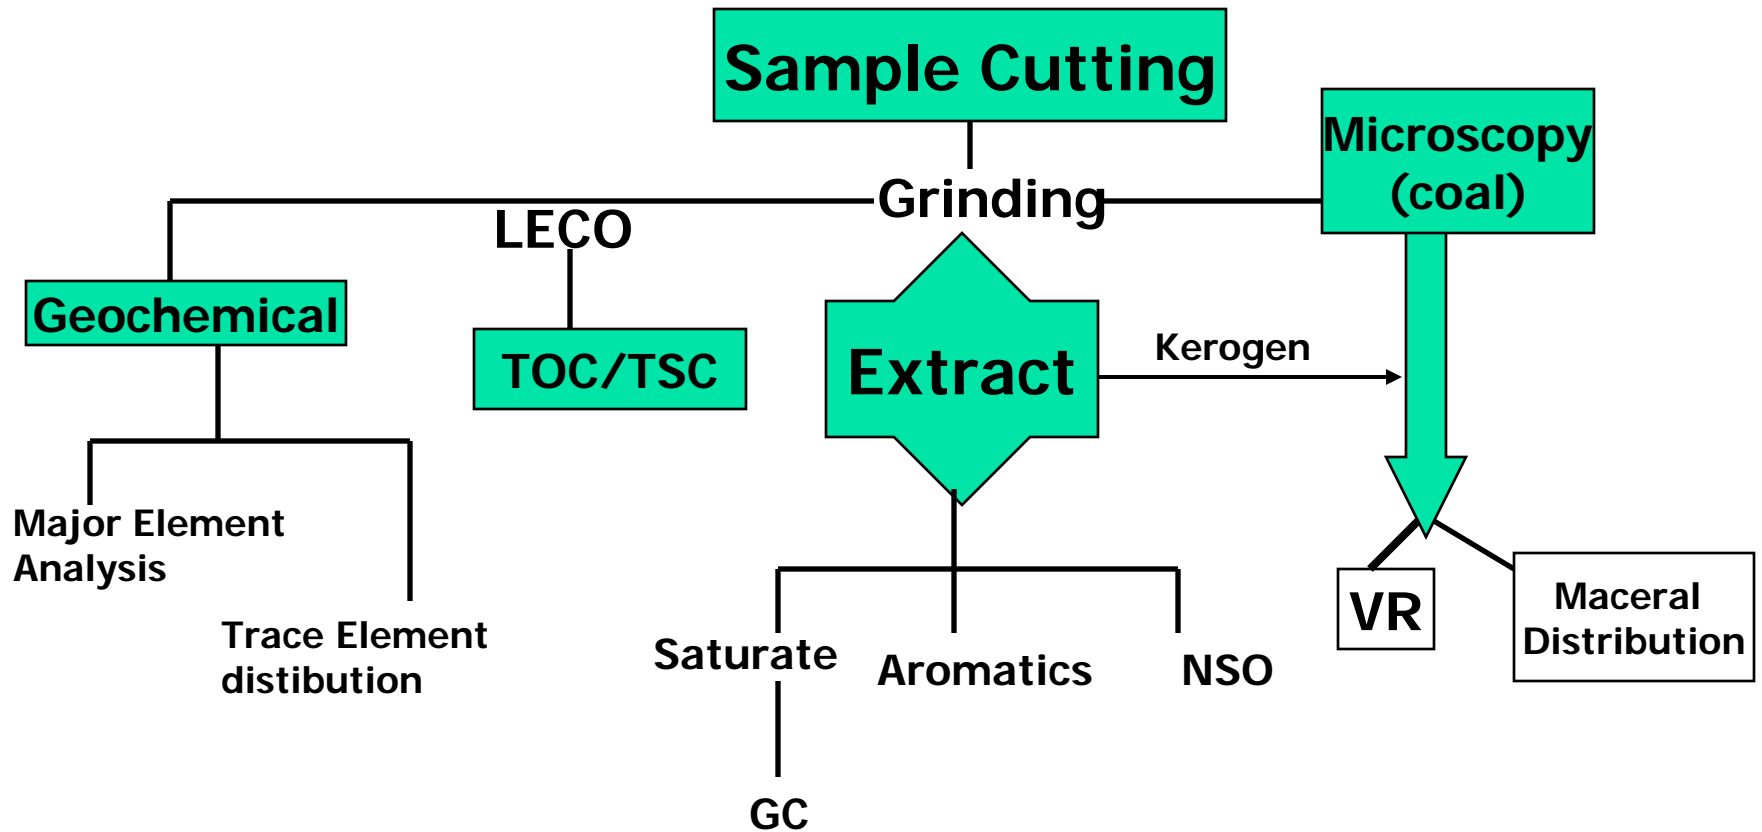 Sample Cutting
Microscopy
(coal)
Grinding
LECO
Geochemical
TOC/TSC
Extract
Kerogen
Major Element
Analysis
Trace Element
distibution
Saturate
Aromatics
NSO
VR
Maceral
Distribution
GC